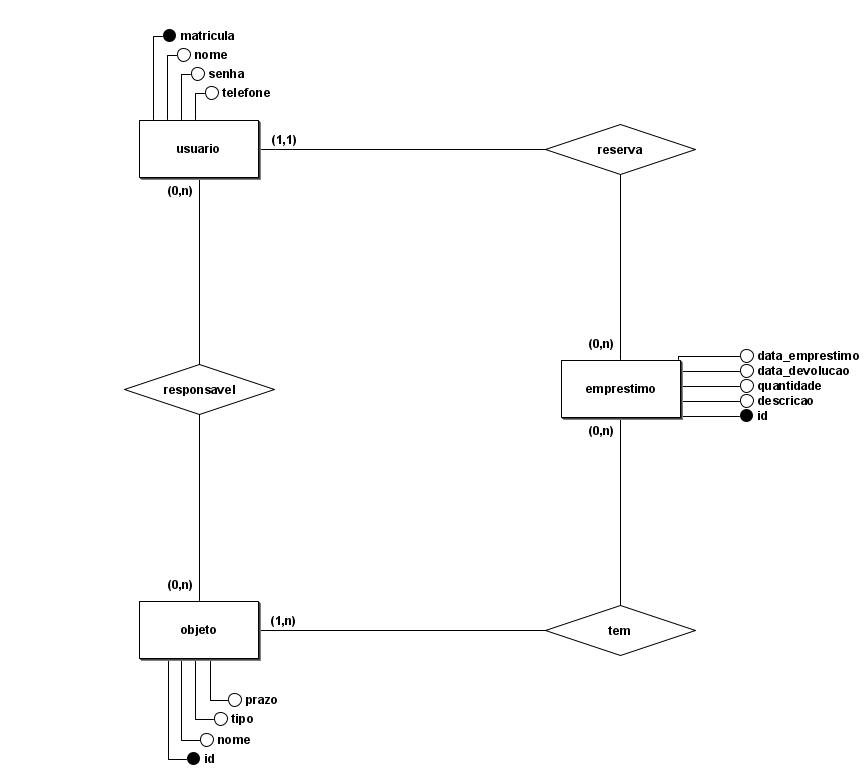 matricula
nome
senha
telefone
usuario
(1,1)
reserva
(0,n)
(0,n)
data_emprestimo
data_devolucao
quantidade
descricao
id
emprestimo
responsavel
(0,n)
(0,n)
objeto
(1,n)
tem
prazo
tipo
nome
id